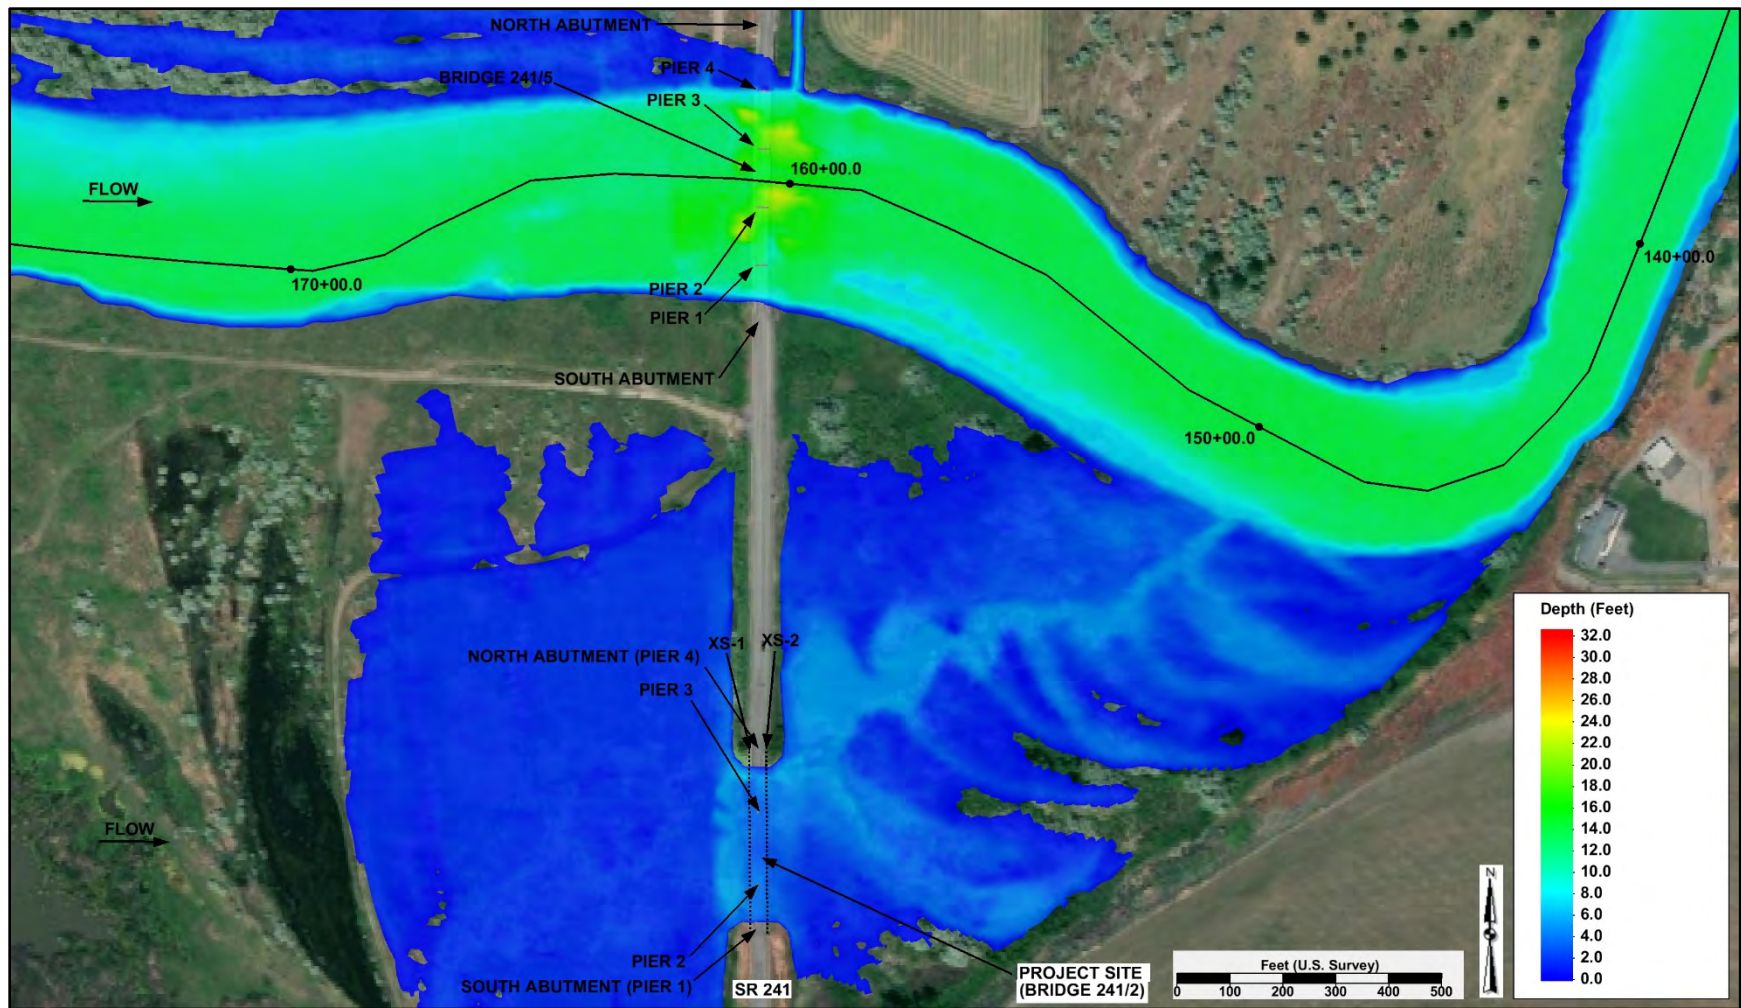 NORTH ABUTMENT
PIER 4
BRIDGE 241/5
PIER 3
160+00.0
FLOW
170+00.0
140+00.0
PIER 2
PIER 1
SOUTH ABUTMENT
150+00.0
XS-1
XS-2
NORTH ABUTMENT (PIER 4)
PIER 3
FLOW
PIER 2
SOUTH ABUTMENT (PIER 1)
SR 241
PROJECT SITE
(BRIDGE 241/2)
Depth (Feet)
32.0
30.0
28.0
26.0
24.0
22.0
20.0
18.0
16.0
14.0
12.0
10.0
8.0
6.0
4.0
2.0
0.0
N
Feet (U.S. Survey)
0 100 200 300 400 500